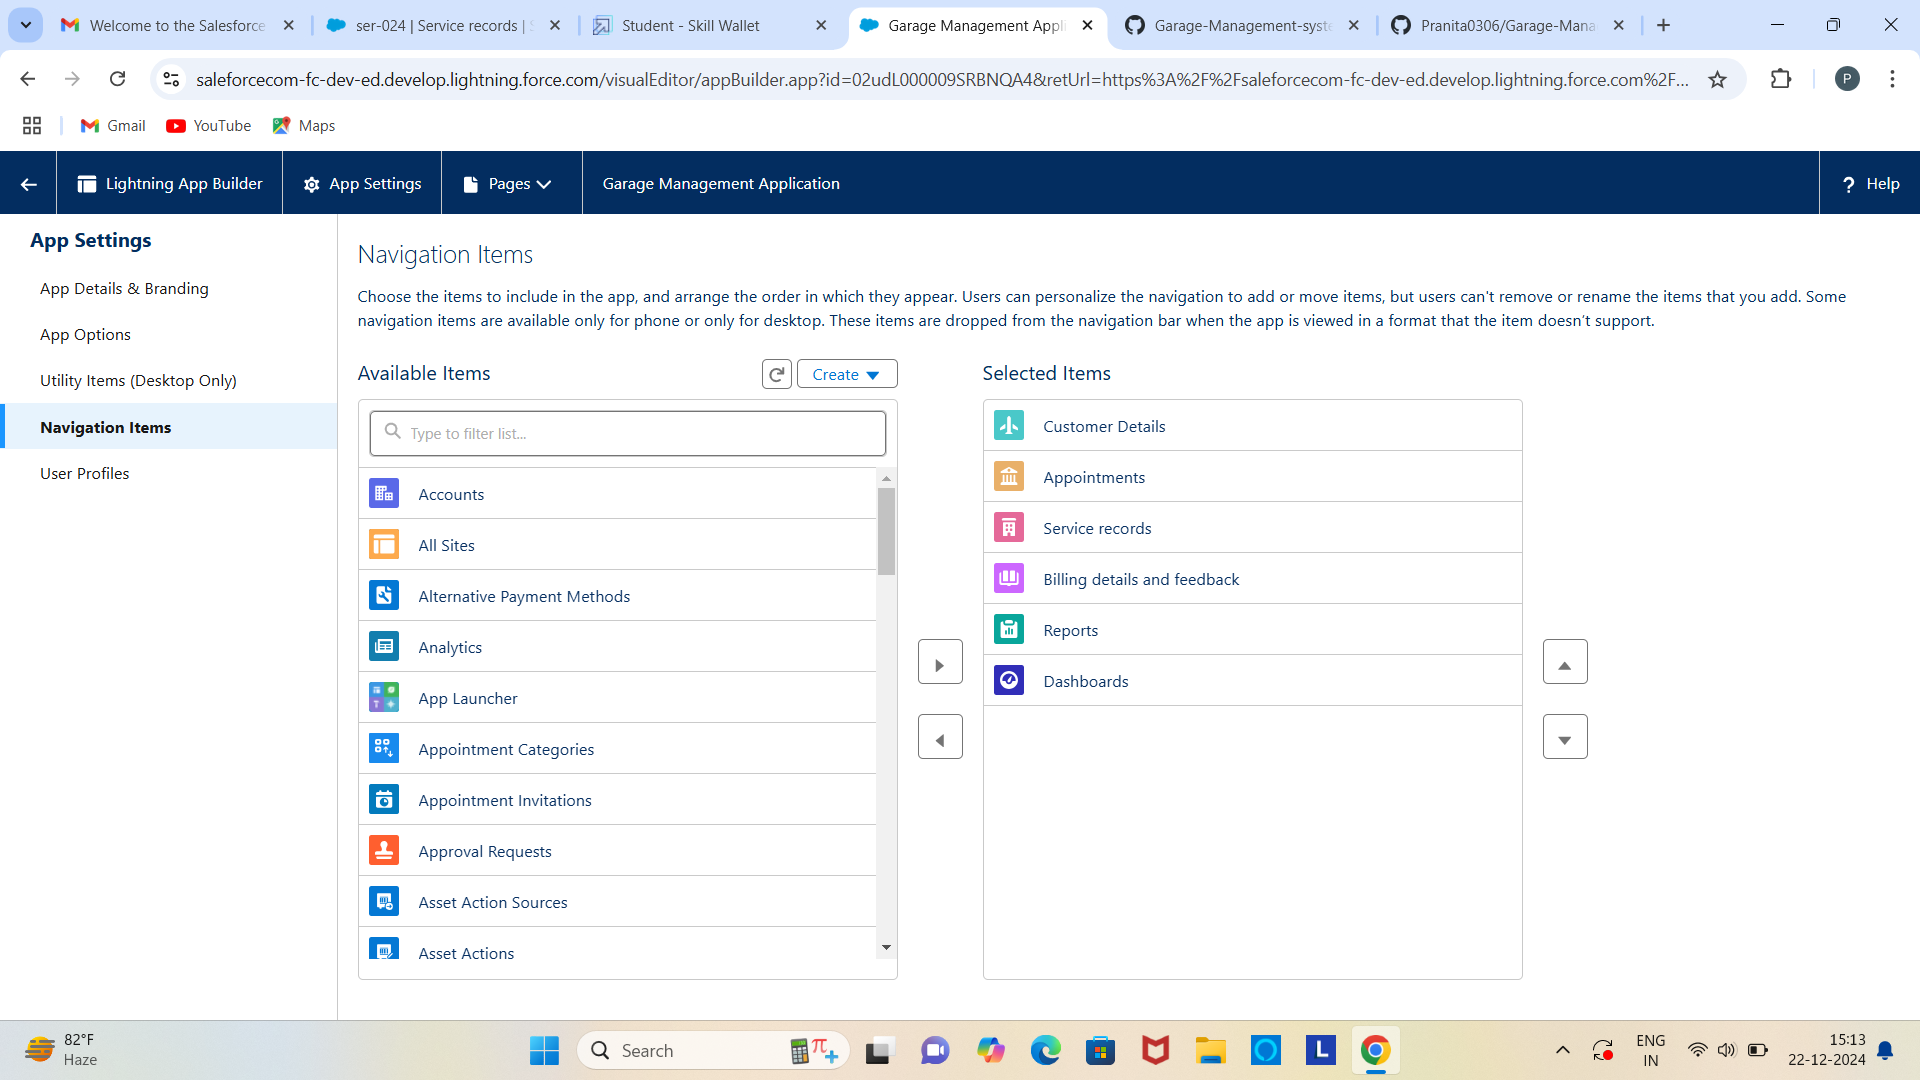 Welcome to the Salesforce
ser-024 | Service records | S
Student - Skill Wallet
Garage Management Appli
Garage-Management-syste
Pranita0306/Garage-Mana
saleforcecom-fc-dev-ed.develop.lightning.force.com/visualEditor/appBuilder.app?id=02udL000009SRBNQA4&retUrl=https%3A%2F%2Fsaleforcecom-fc-dev-ed.develop.lightning.force.com%2F...
P
Gmail
YouTube
Maps
Lightning App Builder
App Settings
Pages
Garage Management Application
? Help
App Settings
App Details & Branding
App Options
Utility Items (Desktop Only)
Navigation Items
User Profiles
Navigation Items
Choose the items to include in the app, and arrange the order in which they appear. Users can personalize the navigation to add or move items, but users can't remove or rename the items that you add. Some
navigation items are available only for phone or only for desktop. These items are dropped from the navigation bar when the app is viewed in a format that the item doesn't support.
Available Items
Create
Type to filter list...
Accounts
All Sites
Alternative Payment Methods
Analytics
App Launcher
Appointment Categories
Appointment Invitations
Approval Requests
Asset Action Sources
Asset Actions
Selected Items
Customer Details
Appointments
Service records
Billing details and feedback
Reports
Dashboards
82°F
Haze
Search
L
ENG
IN
15:13
22-12-2024